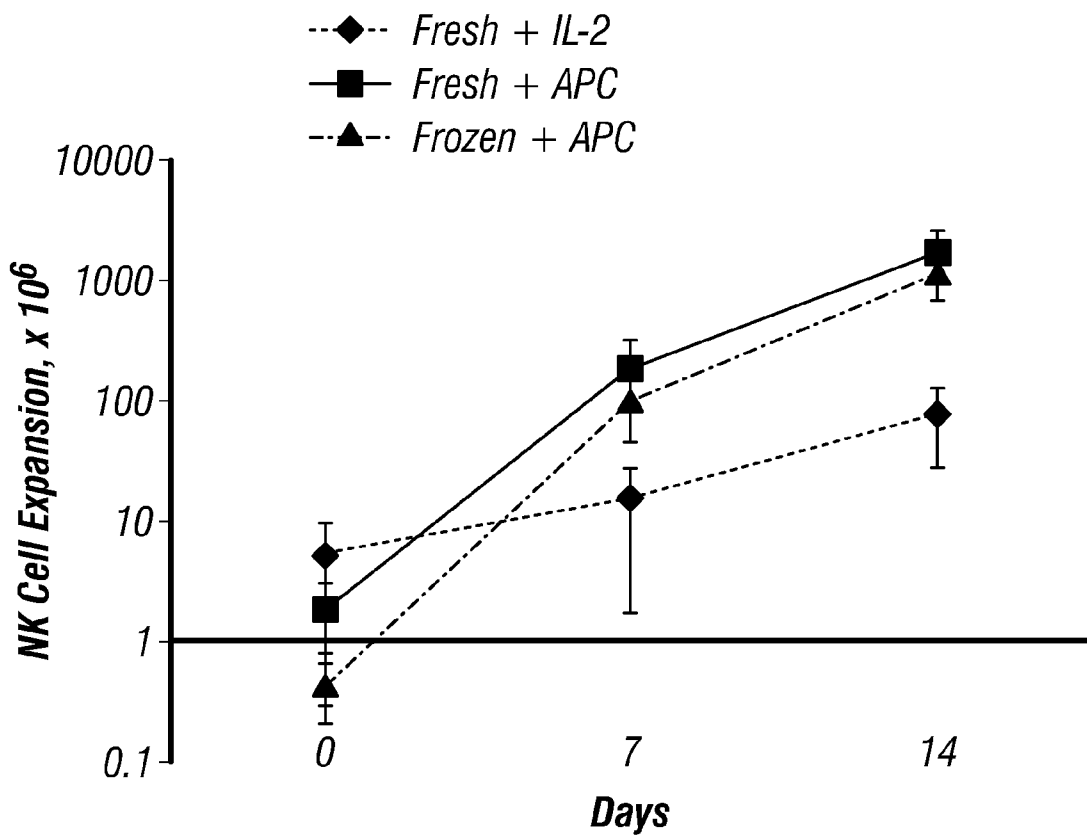 Fresh + IL-2
Fresh + APC
Frozen + APC
10000
1000
100
10
1
0.1
NK Cell Expansion, x 10⁶
0 7 14
Days